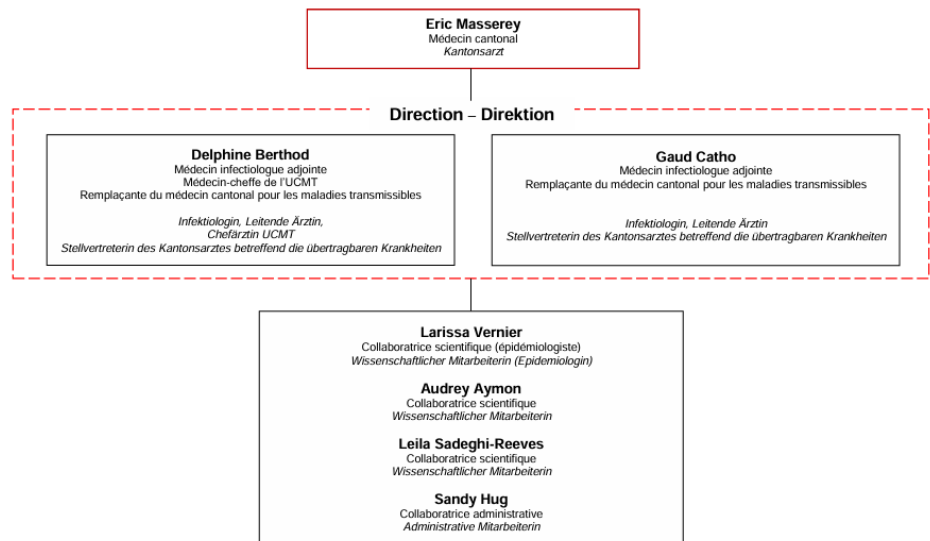 Eric Masserey
Médecin cantonal
Kantonsarzt
Direction – Direktion
Delphine Berthod
Médecin infectiologue adjointe
Médecin-cheffe de l'UCMT
Remplaçante du médecin cantonal pour les maladies transmissibles
Infektiologin, Leitende Ärztin,
Chefärztin UCMT
Stellvertreterin des Kantonsarztes betreffend die übertragbaren Krankheiten
Gaud Catho
Médecin infectiologue adjointe
Remplaçante du médecin cantonal pour les maladies transmissibles
Infektiologin, Leitende Ärztin
Stellvertreterin des Kantonsarztes betreffend die übertragbaren Krankheiten
Larissa Vernier
Collaboratrice scientifique (épidémiologiste)
Wissenschaftlicher Mitarbeiterin (Epidemiologin)
Audrey Aymon
Collaboratrice scientifique
Wissenschaftlicher Mitarbeiterin
Leila Sadeghi-Reeves
Collaboratrice scientifique
Wissenschaftlicher Mitarbeiterin
Sandy Hug
Collaboratrice administrative
Administrative Mitarbeiterin